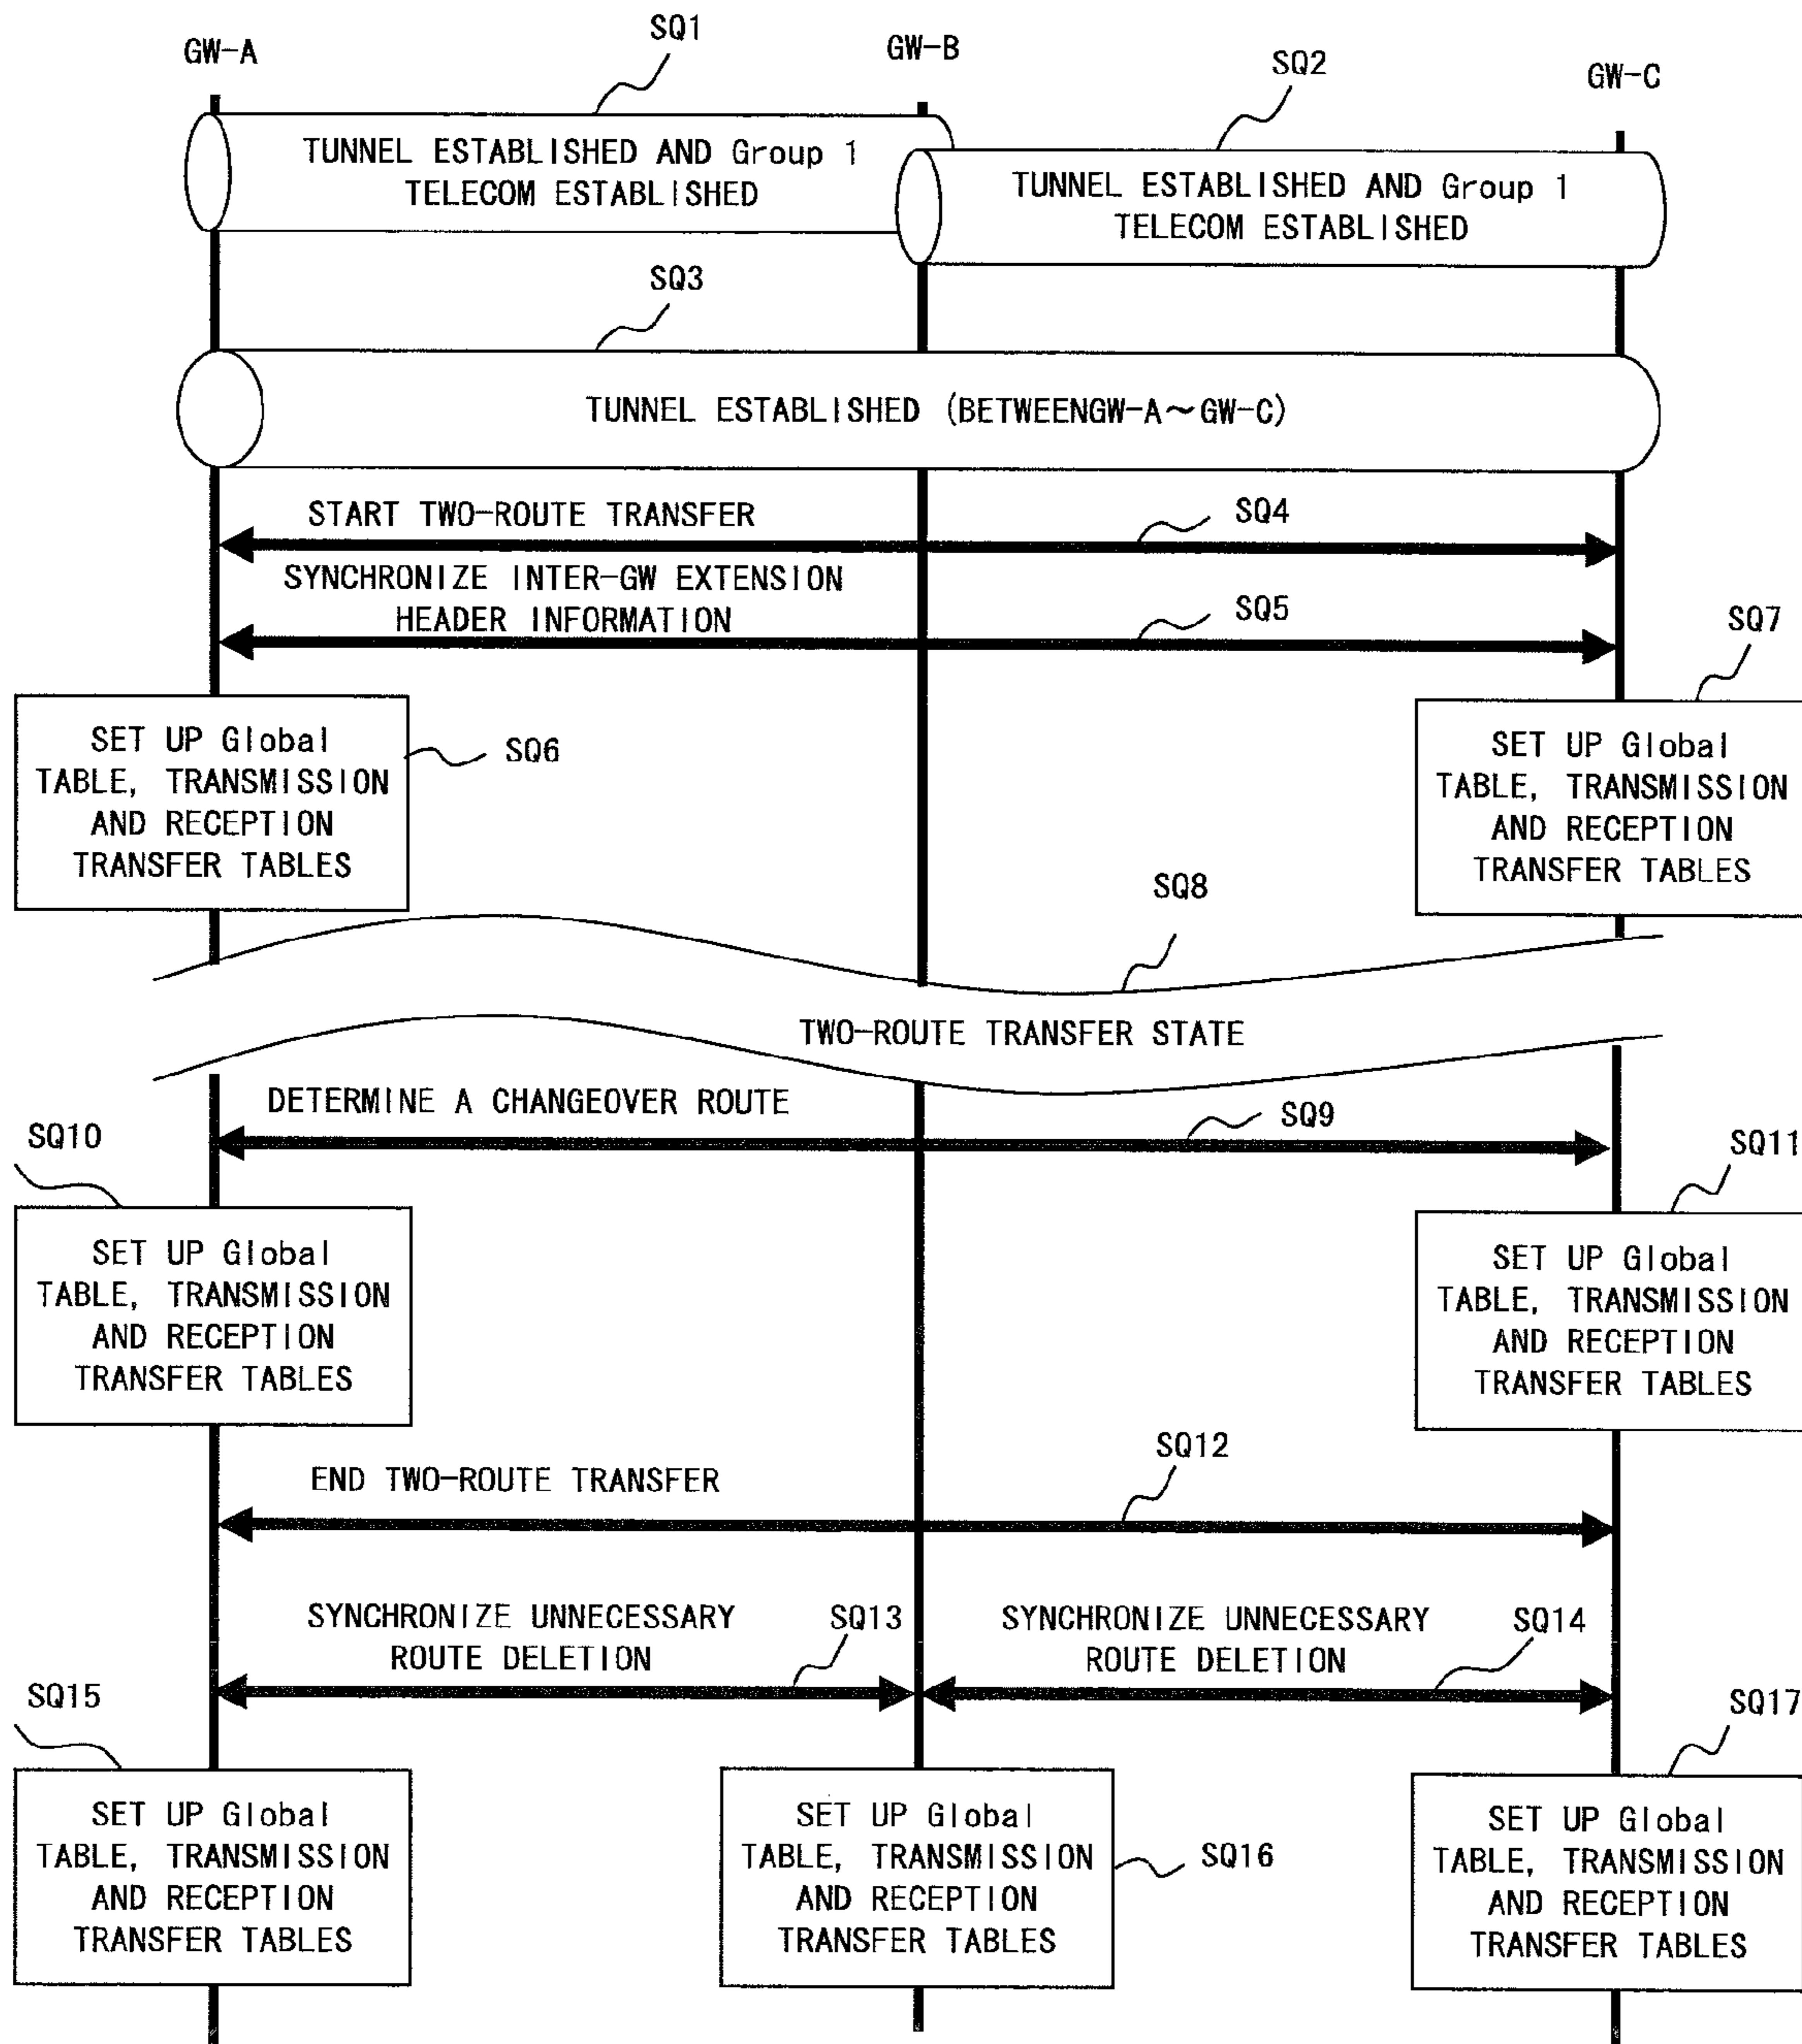 SQ1
GW-A
GW-B
SQ2
GW-C
TUNNEL ESTABLISHED AND Group 1
TELECOM ESTABLISHED
TUNNEL ESTABLISHED AND Group 1
TELECOM ESTABLISHED
SQ3
TUNNEL ESTABLISHED (BETWEENGW-A～GW-C)
START TWO-ROUTE TRANSFER
SQ4
SYNCHRONIZE INTER-GW EXTENSION
HEADER INFORMATION
SQ5
SQ7
SET UP Global
TABLE, TRANSMISSION
AND RECEPTION
TRANSFER TABLES
SQ6
SET UP Global
TABLE, TRANSMISSION
AND RECEPTION
TRANSFER TABLES
SQ8
TWO-ROUTE TRANSFER STATE
DETERMINE A CHANGEOVER ROUTE
SQ9
SQ10
SQ11
SET UP Global
TABLE, TRANSMISSION
AND RECEPTION
TRANSFER TABLES
SET UP Global
TABLE, TRANSMISSION
AND RECEPTION
TRANSFER TABLES
SQ12
END TWO-ROUTE TRANSFER
SYNCHRONIZE UNNECESSARY
ROUTE DELETION
SQ13
SYNCHRONIZE UNNECESSARY
ROUTE DELETION
SQ14
SQ15
SQ17
SET UP Global
TABLE, TRANSMISSION
AND RECEPTION
TRANSFER TABLES
SET UP Global
TABLE, TRANSMISSION
AND RECEPTION
TRANSFER TABLES
SQ16
SET UP Global
TABLE, TRANSMISSION
AND RECEPTION
TRANSFER TABLES